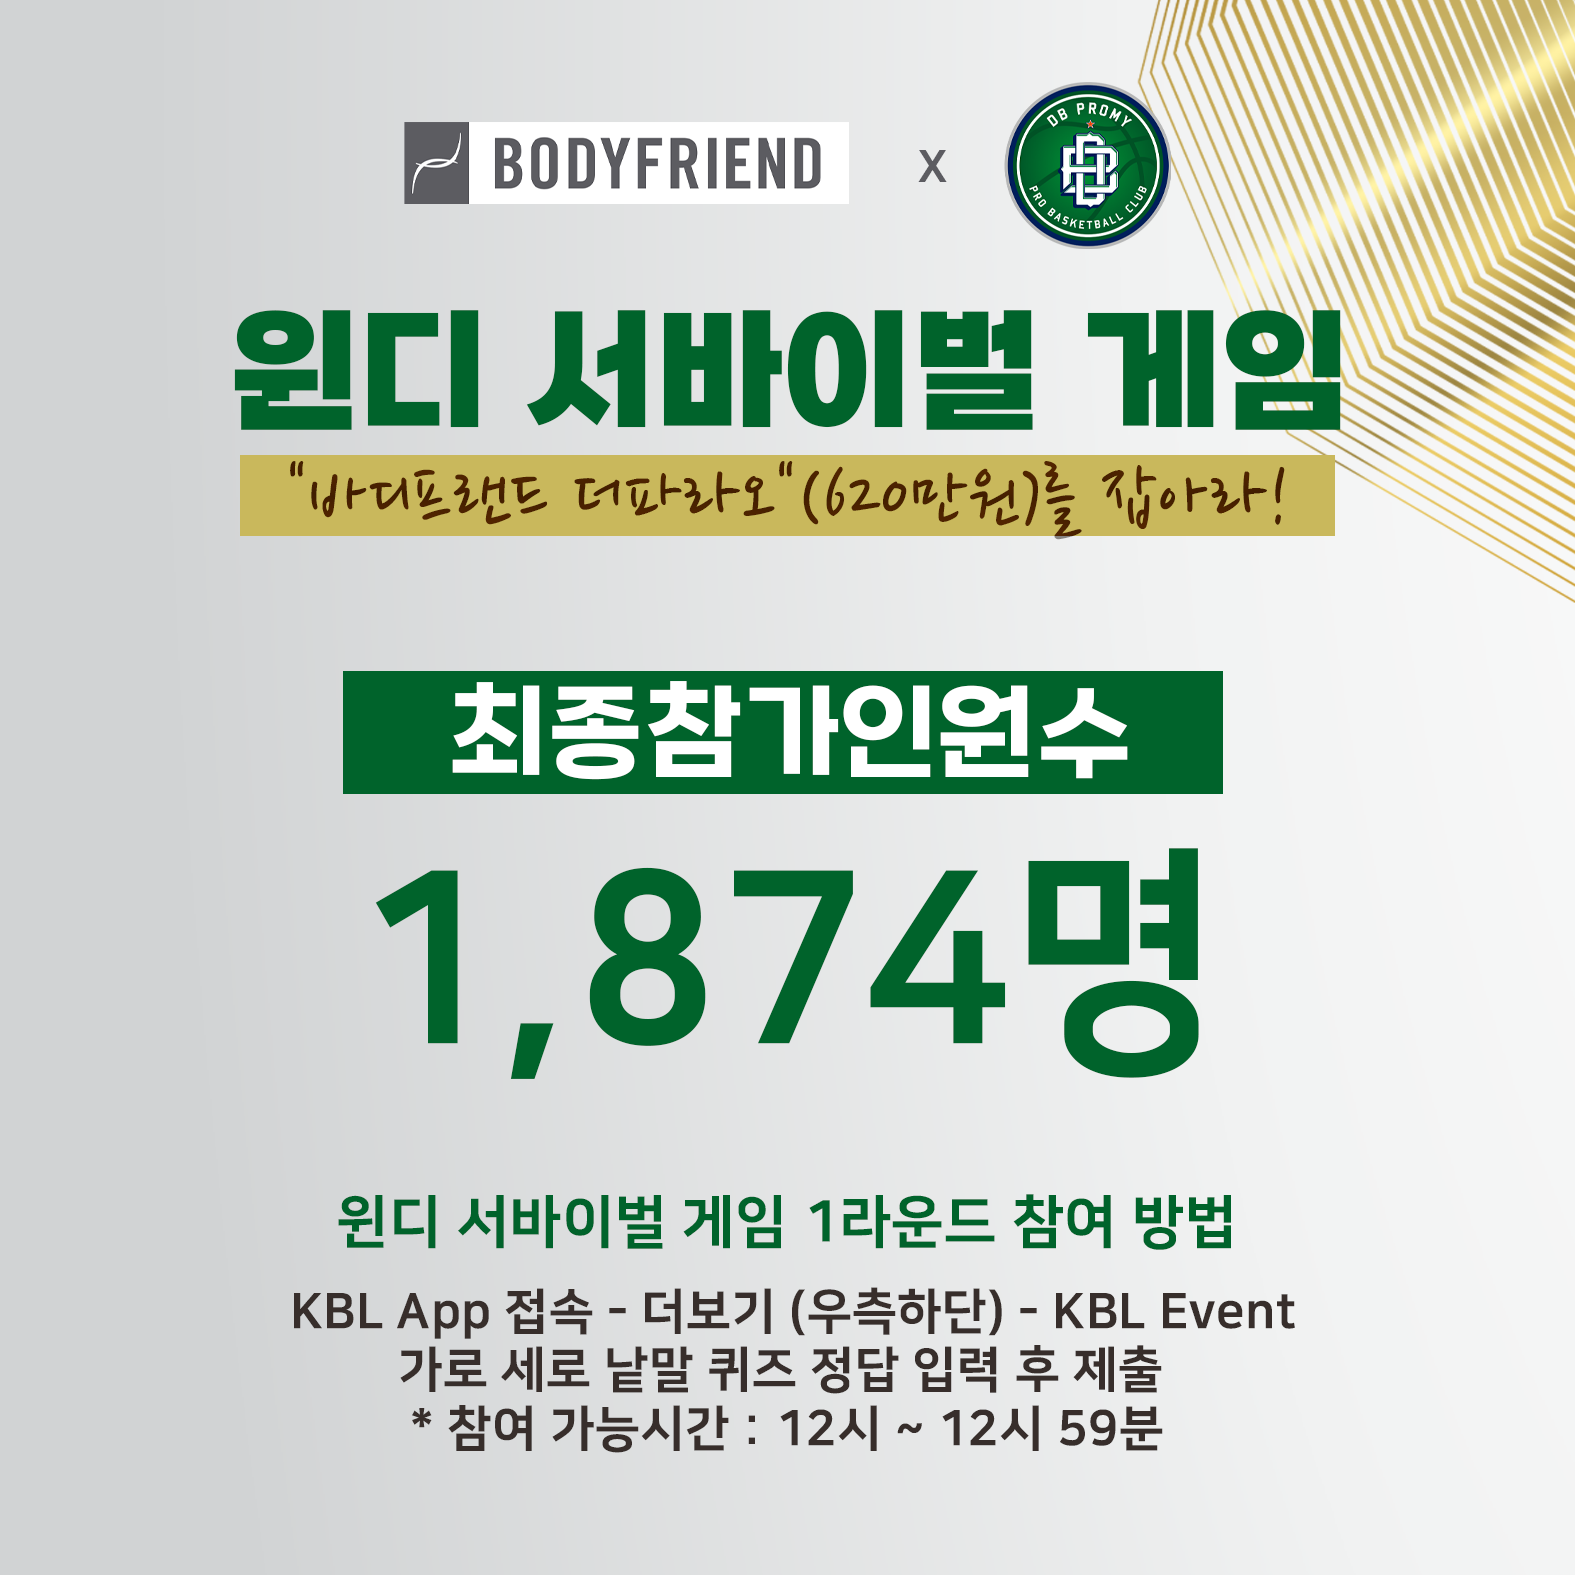 BODYFRIEND
X
DB PROMY
DB
PRO BASKETBALL CLUB
윈디 서바이벌 게임
"바디프랜드 더파라오"(620만원)를 잡아라!
최종참가인원수
1,874명
윈디 서바이벌 게임 1라운드 참여 방법
KBL App 접속 - 더보기 (우측하단) - KBL Event
가로 세로 낱말 퀴즈 정답 입력 후 제출
* 참여 가능시간 : 12시 ~ 12시 59분